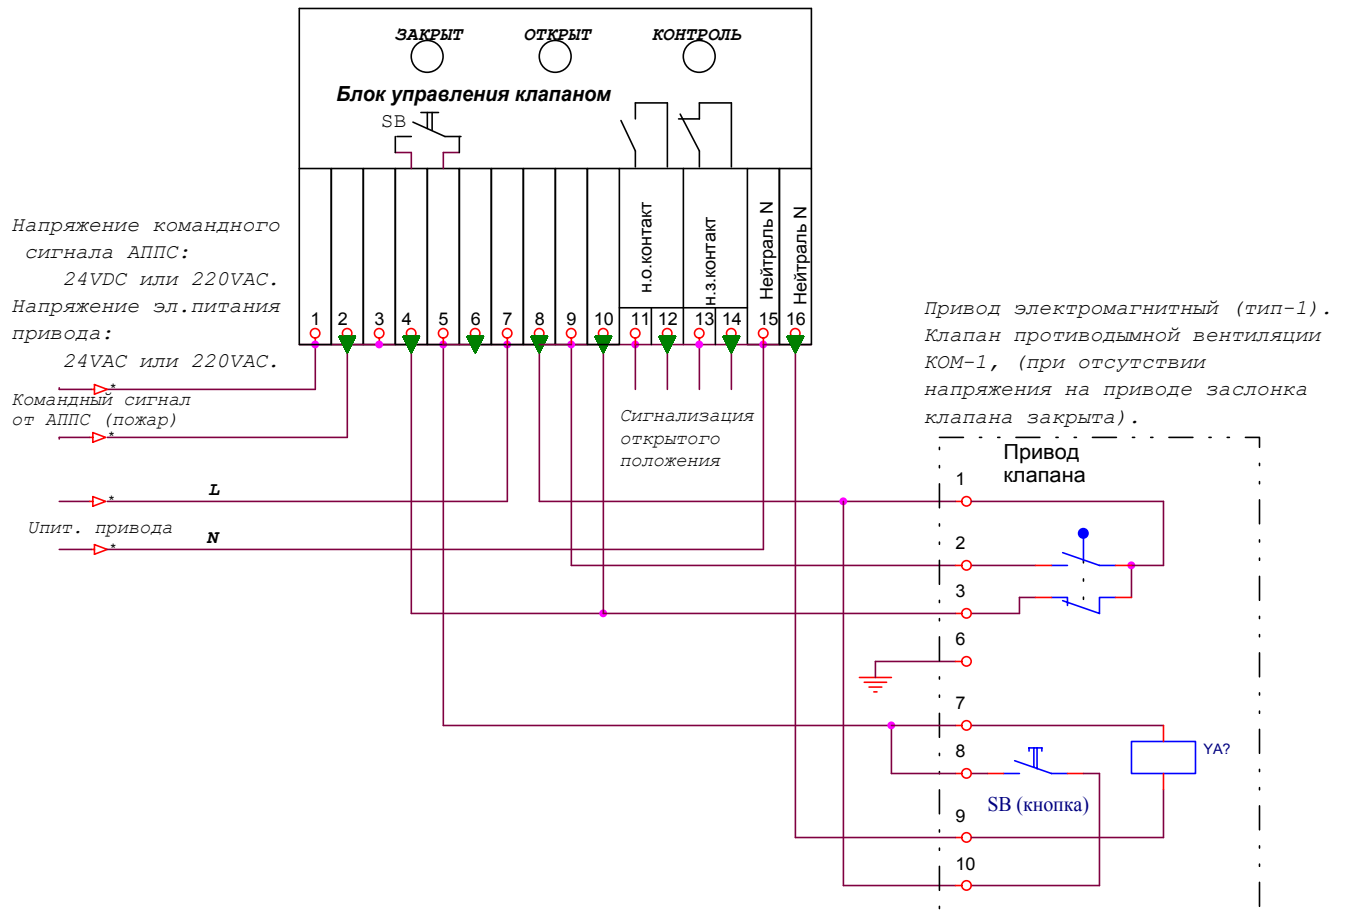 ЗАКРЫТ
ОТКРЫТ
КОНТРОЛЬ
Блок управления клапаном
SB
н.о.контакт
н.з.контакт
Нейтраль N
Нейтраль N
1 2 3 4 5 6 7 8 9 10 11 12 13 14 15 16
Напряжение командного
сигнала АППС:
24VDC или 220VAC.
Напряжение эл.питания
привода:
24VAC или 220VAC.
*
Командный сигнал
от АППС (пожар)
*
*
L
Uпит. привода
*
N
Сигнализация
открытого
положения
Привод электромагнитный (тип-1).
Клапан противодымной вентиляции
КОМ-1, (при отсутствии
напряжения на приводе заслонка
клапана закрыта).
Привод
клапана
1
2
3
6
7
8
YA?
SB (кнопка)
9
10